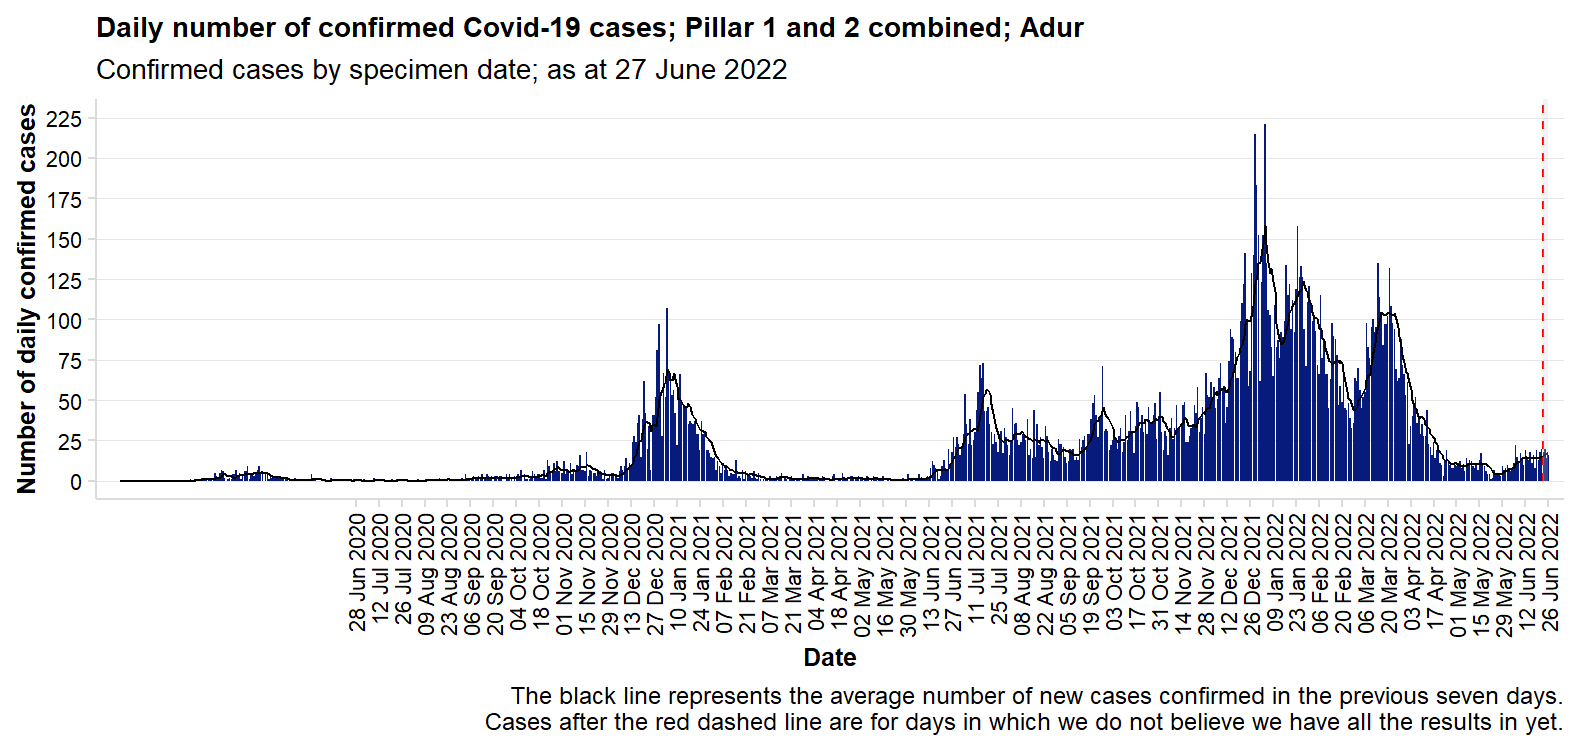 Daily number of confirmed Covid-19 cases; Pillar 1 and 2 combined; Adur
Confirmed cases by specimen date; as at 27 June 2022
Number of daily confirmed cases
225
200
175
150
125
100
75
50
25
0
28 Jun 2020
12 Jul 2020
26 Jul 2020
09 Aug 2020
23 Aug 2020
06 Sep 2020
20 Sep 2020
04 Oct 2020
18 Oct 2020
01 Nov 2020
15 Nov 2020
29 Nov 2020
13 Dec 2020
27 Dec 2020
10 Jan 2021
24 Jan 2021
07 Feb 2021
21 Feb 2021
07 Mar 2021
21 Mar 2021
04 Apr 2021
18 Apr 2021
02 May 2021
16 May 2021
30 May 2021
13 Jun 2021
27 Jun 2021
11 Jul 2021
25 Jul 2021
08 Aug 2021
22 Aug 2021
05 Sep 2021
19 Sep 2021
03 Oct 2021
17 Oct 2021
31 Oct 2021
14 Nov 2021
28 Nov 2021
12 Dec 2021
26 Dec 2021
09 Jan 2022
23 Jan 2022
06 Feb 2022
20 Feb 2022
06 Mar 2022
20 Mar 2022
03 Apr 2022
17 Apr 2022
01 May 2022
15 May 2022
29 May 2022
12 Jun 2022
26 Jun 2022
Date
The black line represents the average number of new cases confirmed in the previous seven days.
Cases after the red dashed line are for days in which we do not believe we have all the results in yet.